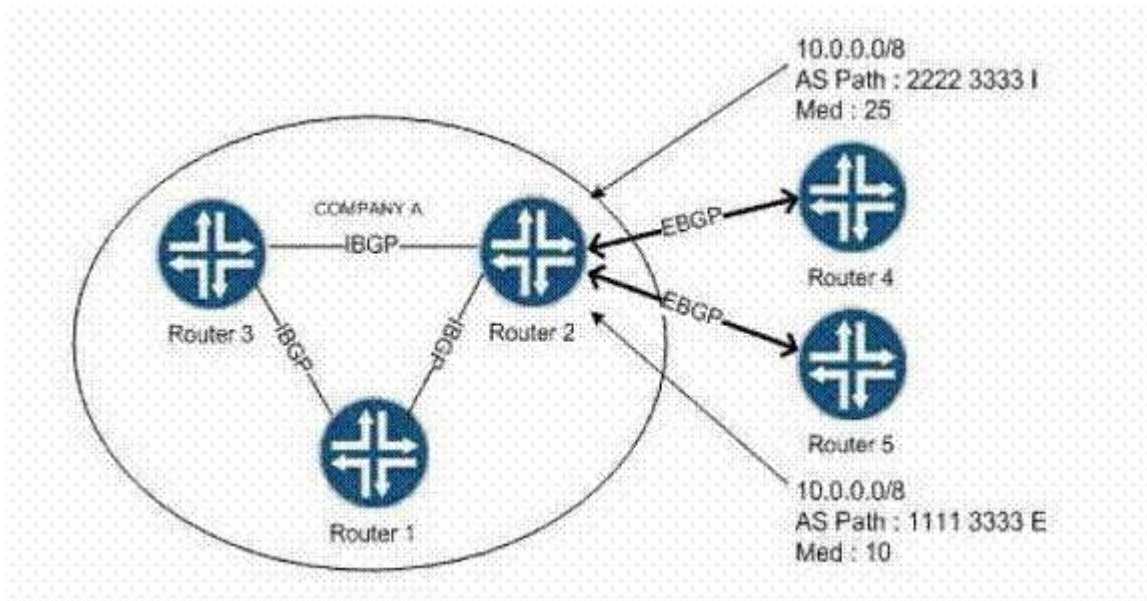 10.0.0.0/8
AS Path : 2222 3333 I
Med : 25
COMPANY A
IBGP
EBGP
Router 4
Router 3
Router 2
EBGP
IBGP
IBGP
Router 5
Router 1
10.0.0.0/8
AS Path : 1111 3333 E
Med : 10